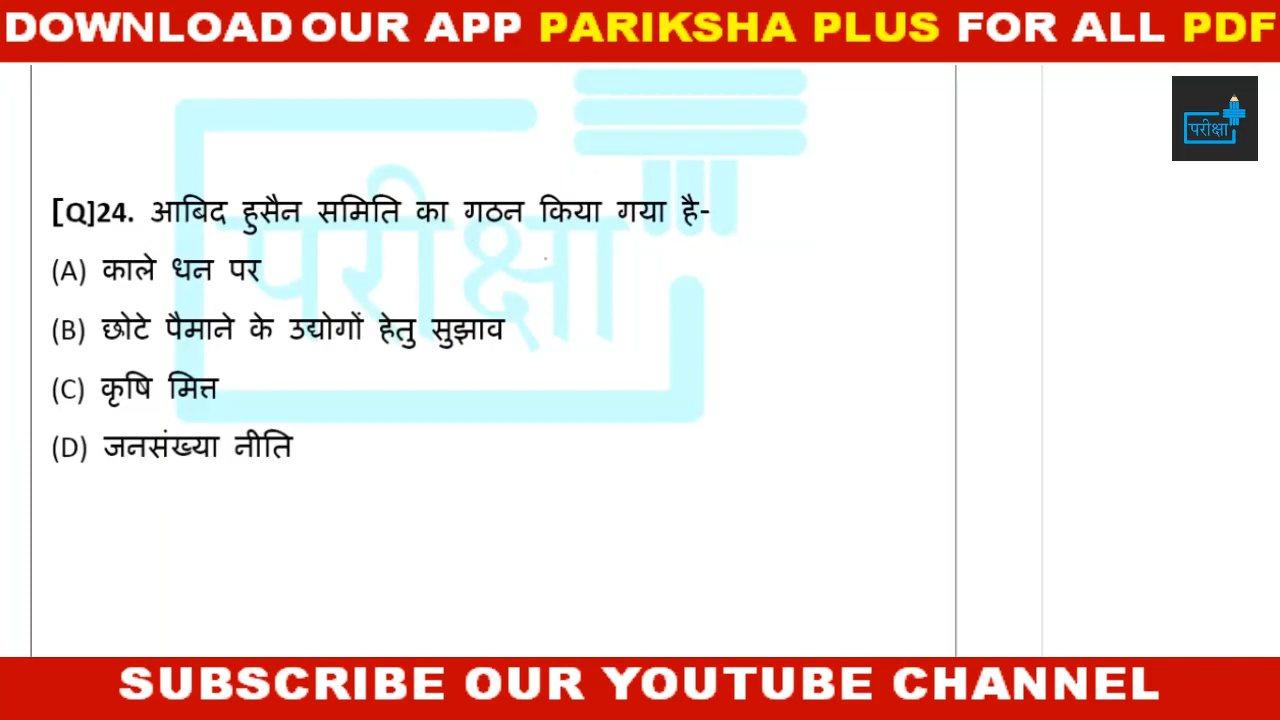 DOWNLOAD OUR APP PARIKSHA PLUS FOR ALL PDF
परीक्षा
[Q]24. आबिद हुसैन समिति का गठन किया गया है-
(A) काले धन पर
(B) छोटे पैमाने के उद्योगों हेतु सुझाव
(C) कृषि मित्त
(D) जनसंख्या नीति
परीक्षा
SUBSCRIBE OUR YOUTUBE CHANNEL